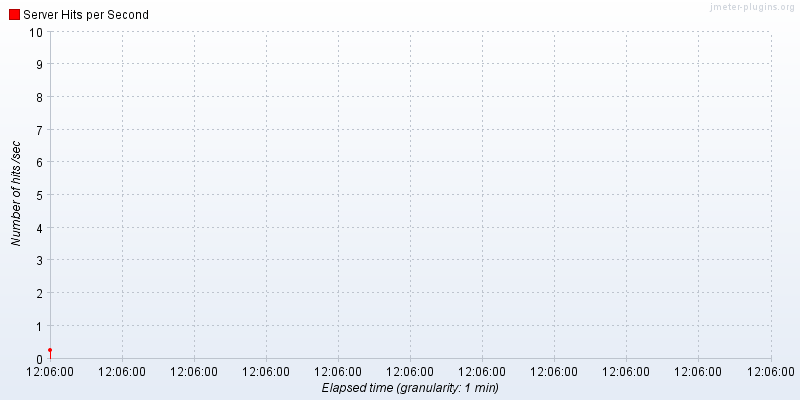 jmeter-plugins.org
Server Hits per Second
10
9
8
7
6
5
4
3
2
1
0
Number of hits /sec
12:06:00 12:06:00 12:06:00 12:06:00 12:06:00 12:06:00 12:06:00 12:06:00 12:06:00 12:06:00 12:06:00
Elapsed time (granularity: 1 min)